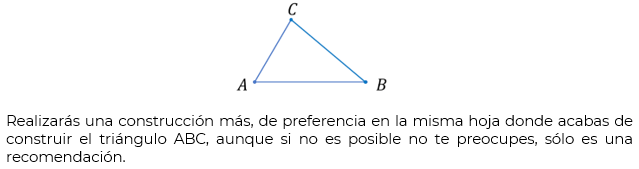 C
A
B
Realizarás una construcción más, de preferencia en la misma hoja donde acabas de
construir el triángulo ABC, aunque si no es posible no te preocupes, sólo es una
recomendación.